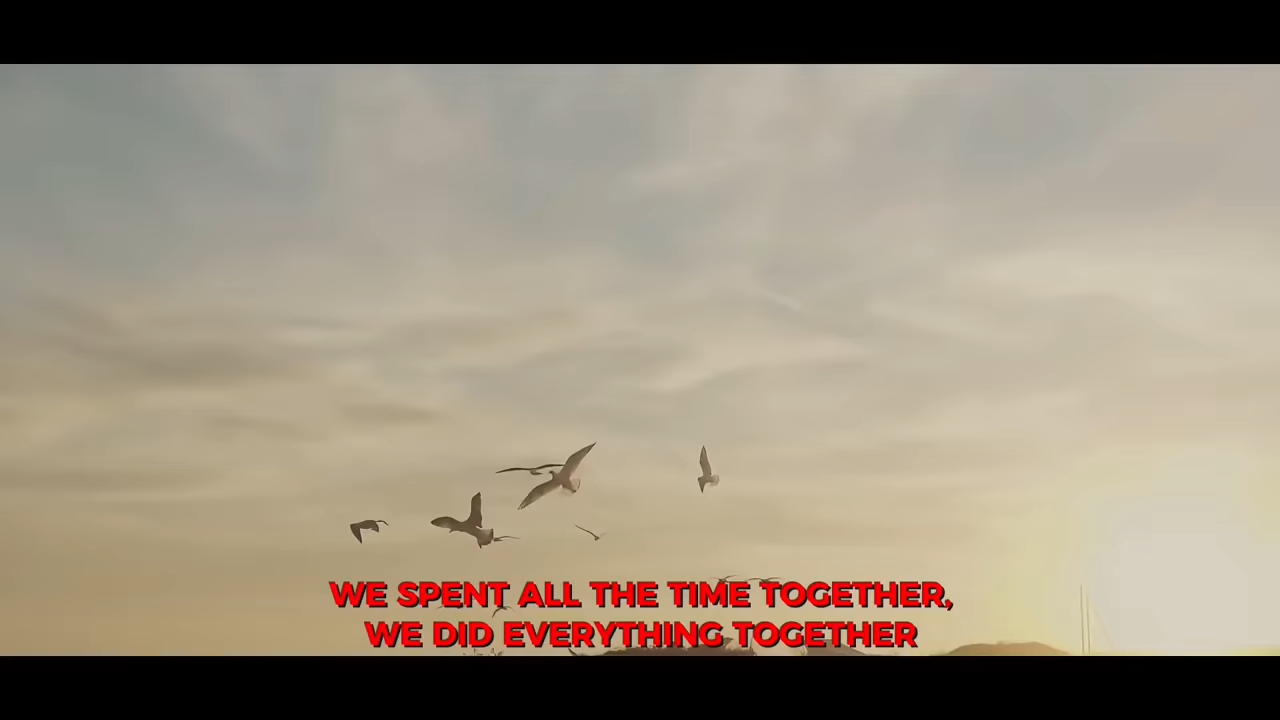 WE SPENT ALL THE TIME TOGETHER,
WE DID EVERYTHING TOGETHER